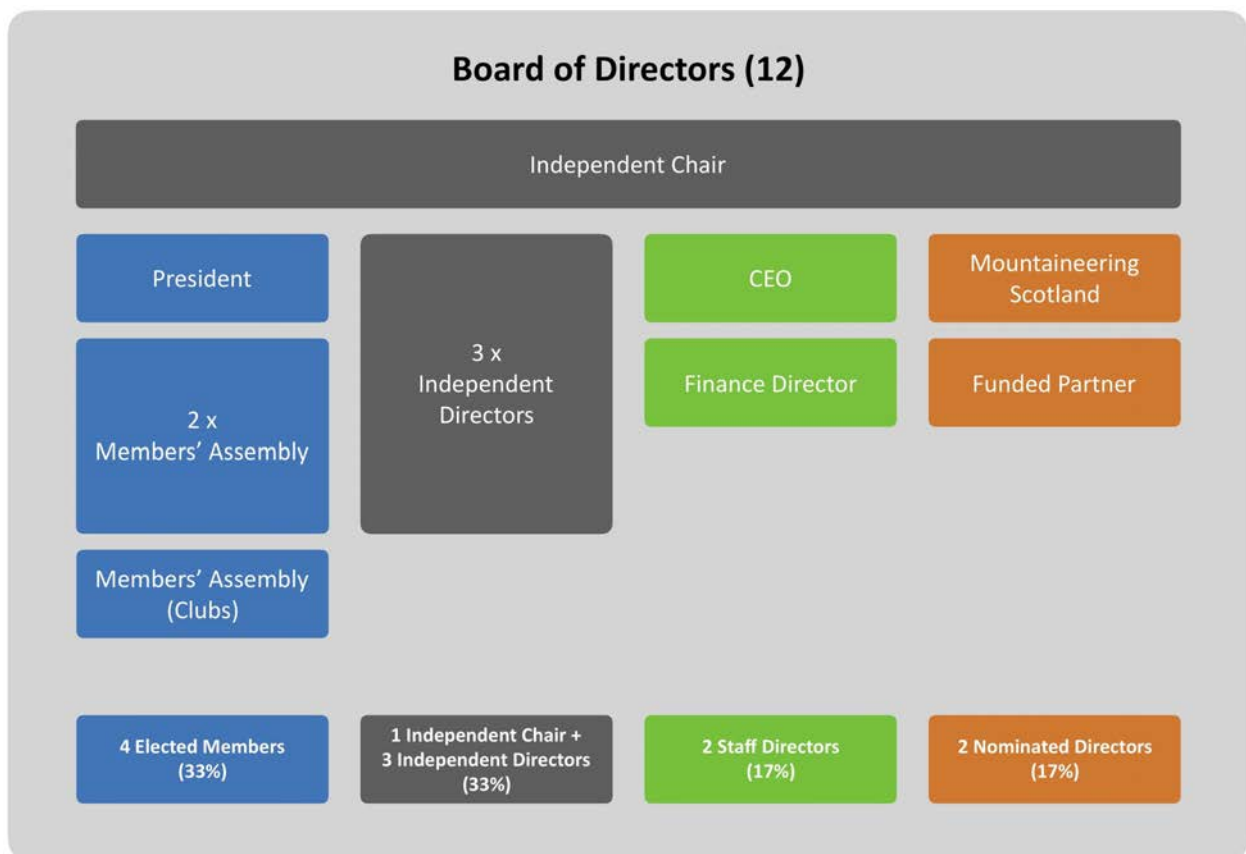 Board of Directors (12)
Independent Chair
President
2 x
Members’ Assembly
Members’ Assembly
(Clubs)
3 x
Independent
Directors
CEO
Finance Director
Mountaineering
Scotland
Funded Partner
4 Elected Members
(33%)
1 Independent Chair +
3 Independent Directors
(33%)
2 Staff Directors
(17%)
2 Nominated Directors
(17%)